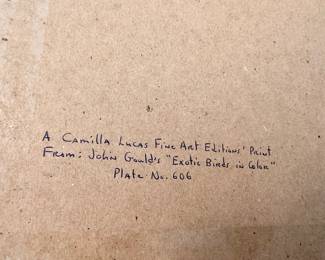 A Camilla Lucas Fine Art Editions' Print
From: John Gould's "Exotic Birds in Color"
Plate No. 606